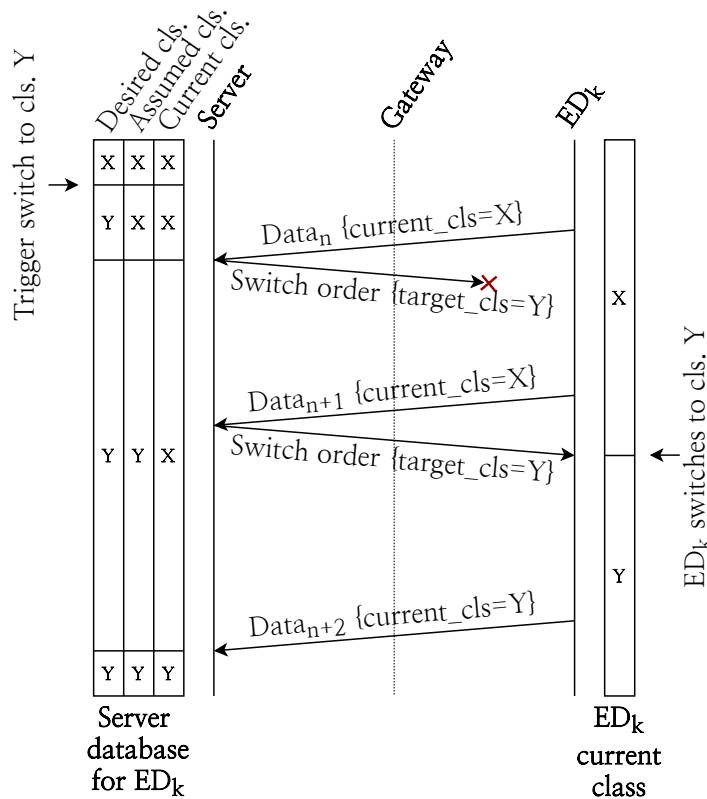 Desired cls.
Assumed cls.
Current cls.
Server
Gateway
EDk
Trigger switch to cls. Y
X X X
Y X X
Datan {current_cls=X}
Switch order {target_cls=Y}
X
Datan+1 {current_cls=X}
Y Y X
Switch order {target_cls=Y}
EDk switches to cls. Y
Y
Datan+2 {current_cls=Y}
Y Y Y
Server
database
for EDk
EDk
current
class